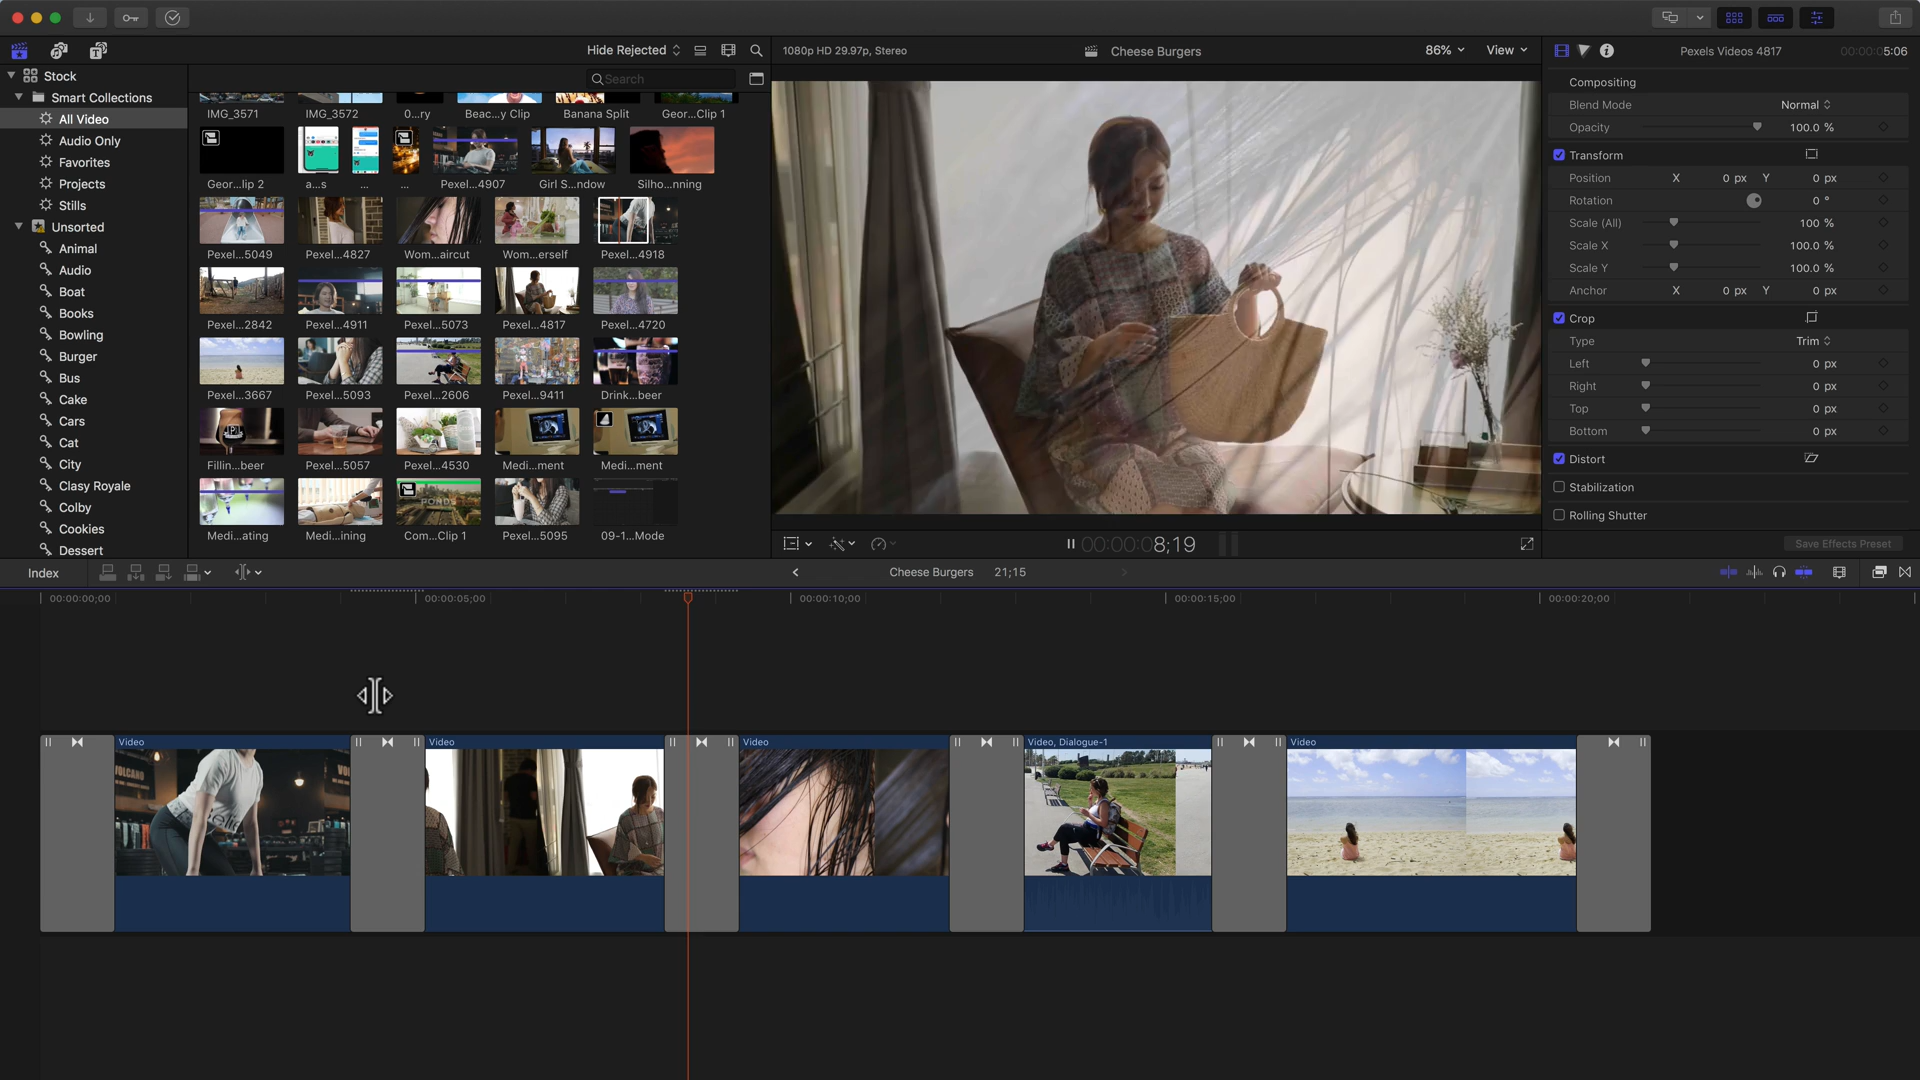 Hide Rejected
1080p HD 29.97p, Stereo
Cheese Burgers
86%
View
Pexels Videos 4817
00:00:05:06
Stock
Smart Collections
All Video
Audio Only
Favorites
Projects
Stills
Unsorted
Animal
Audio
Boat
Books
Bowling
Burger
Bus
Cake
Cars
Cat
City
Clasy Royale
Colby
Cookies
Dessert
Search
IMG_3571
IMG_3572
0...ry
Beac...y Clip
Banana Split
Geor...Clip 1
Geor...lip 2
a...s
...
...
Pexel...4907
Girl S...ndow
Silho...nning
Pexel...5049
Pexel...4827
Wom...aircut
Wom...erself
Pexel...4918
Pexel...2842
Pexel...4911
Pexel...5073
Pexel...4817
Pexel...4720
Pexel...3667
Pexel...5093
Pexel...2606
Pexel...9411
Drink...beer
Fillin...beer
Pexel...5057
Pexel...4530
Medi...ment
Medi...ment
PONDS
Medi...ating
Medi...ining
Com...Clip 1
Pexel...5095
09-1...Mode
00:00:08;19
Compositing
Blend Mode
Normal
Opacity
100.0 %
Transform
Position
X
0 px
Y
0 px
Rotation
0 °
Scale (All)
100 %
Scale X
100.0 %
Scale Y
100.0 %
Anchor
X
0 px
Y
0 px
Crop
Type
Trim
Left
0 px
Right
0 px
Top
0 px
Bottom
0 px
Distort
Stabilization
Rolling Shutter
Save Effects Preset
Index
Cheese Burgers
21;15
00:00:00;00
00:00:05;00
00:00:10;00
00:00:15;00
00:00:20;00
Video
Video
Video
Video, Dialogue-1
Video
VOLCANO